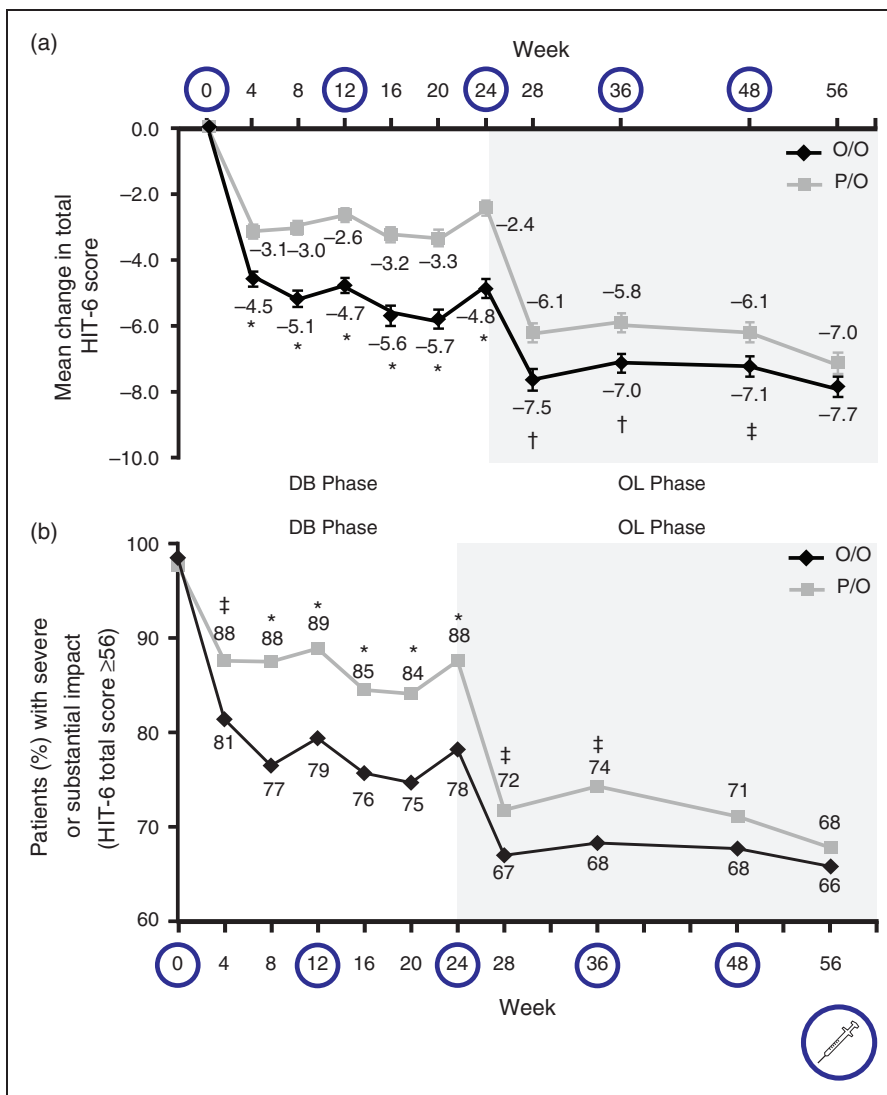 (a)
Week
0 4 8 12 16 20 24 28 36 48 56
0.0
–2.0
–4.0
–6.0
–8.0
–10.0
Mean change in total
HIT-6 score
O/O
P/O
–3.1 –3.0 –2.6 –3.2 –3.3 –2.4 –6.1 –5.8 –6.1 –7.0
–4.5 –5.1 –4.7 –5.6 –5.7 –4.8 –7.5 –7.0 –7.1 –7.7
* * * * * * † † ‡
DB Phase OL Phase
DB Phase OL Phase
(b)
100
90
80
70
60
Patients (%) with severe
or substantial impact
(HIT-6 total score ≥56)
O/O
P/O
‡ * * * * * ‡ ‡
88 88 89 85 84 88 72 74 71 68
81 77 79 76 75 78 67 68 68 66
0 4 8 12 16 20 24 28 36 48 56
Week